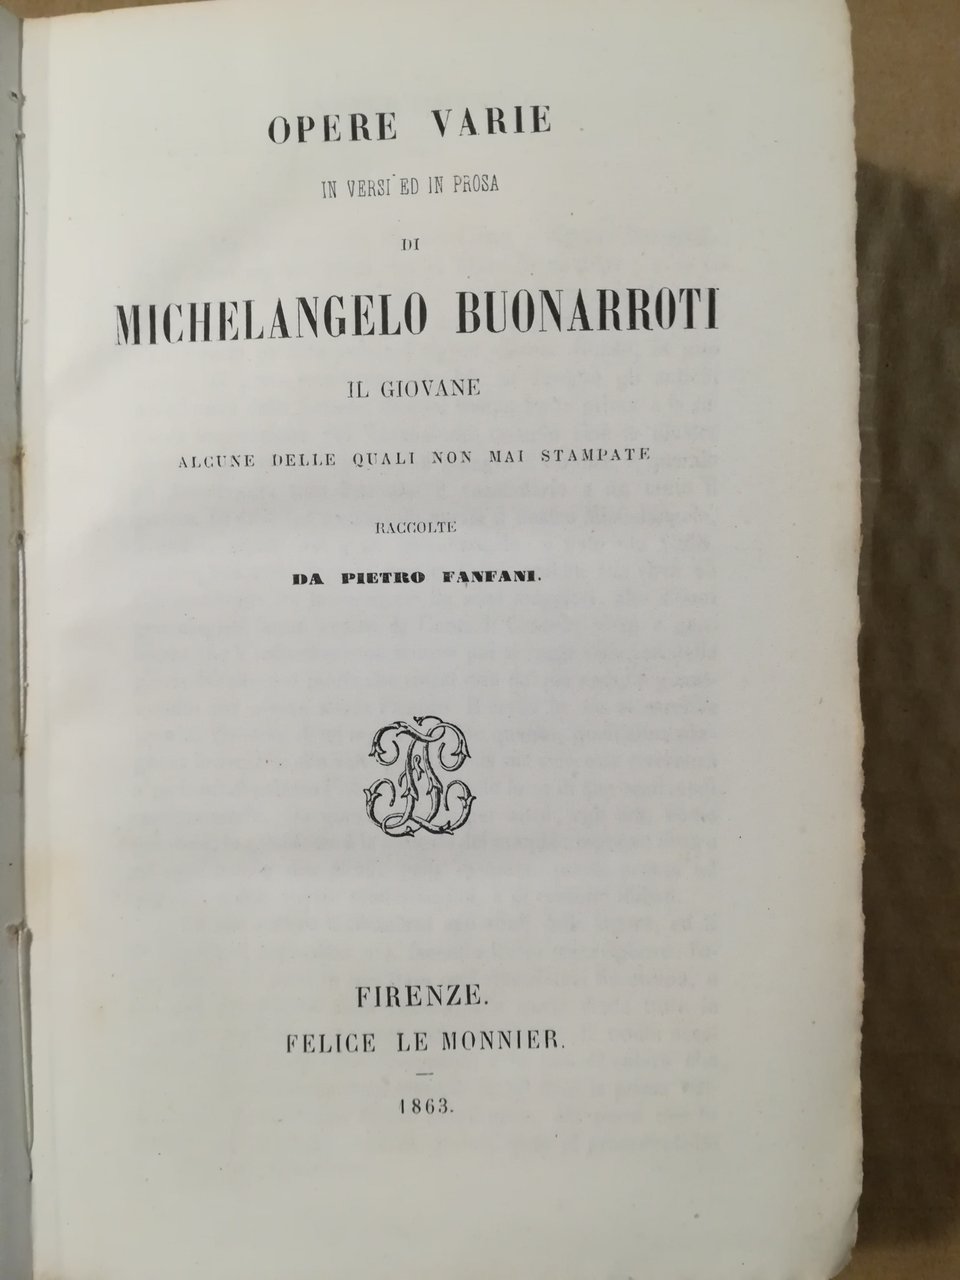 OPERE VARIE
IN VERSI ED IN PROSA
DI
MICHELANGELO BUONARROTI
IL GIOVANE
ALCUNE DELLE QUALI NON MAI STAMPATE
RACCOLTE
DA PIETRO FANFANI.
FIRENZE.
FELICE LE MONNIER.
1863.